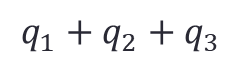 q₁ + q₂ + q₃